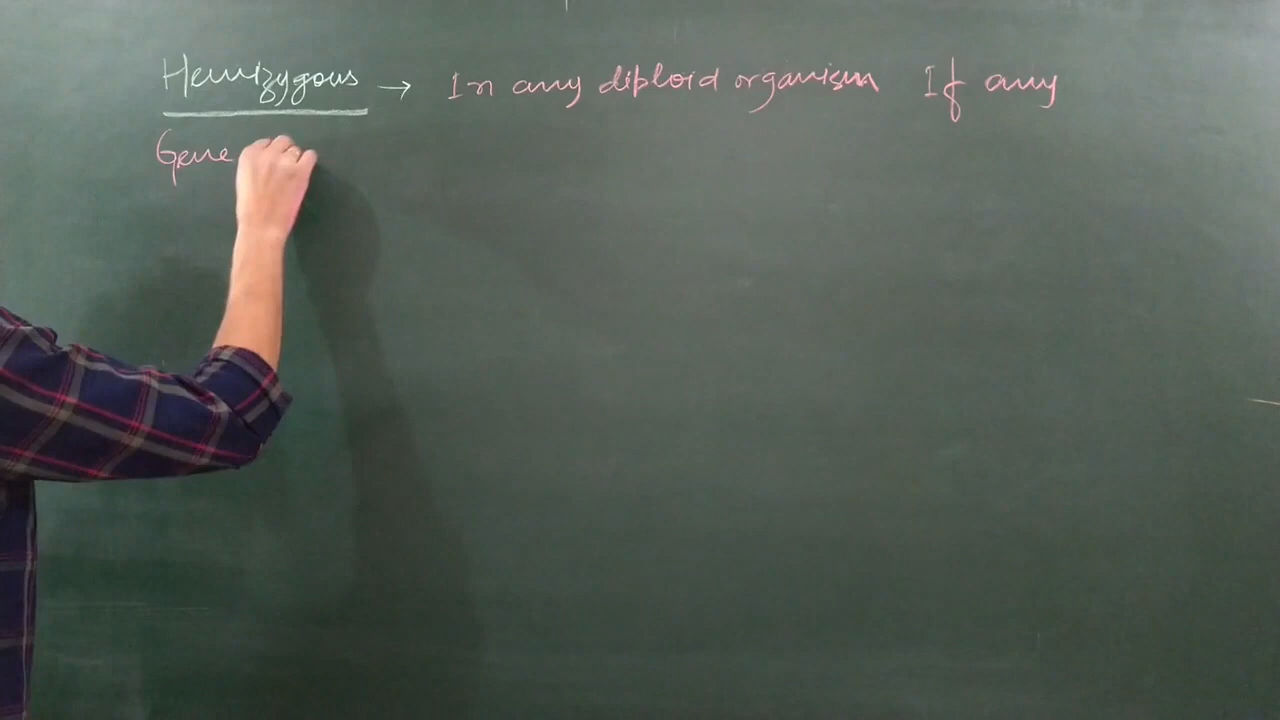 Hemizygous → In any diploid organism If any
Gene